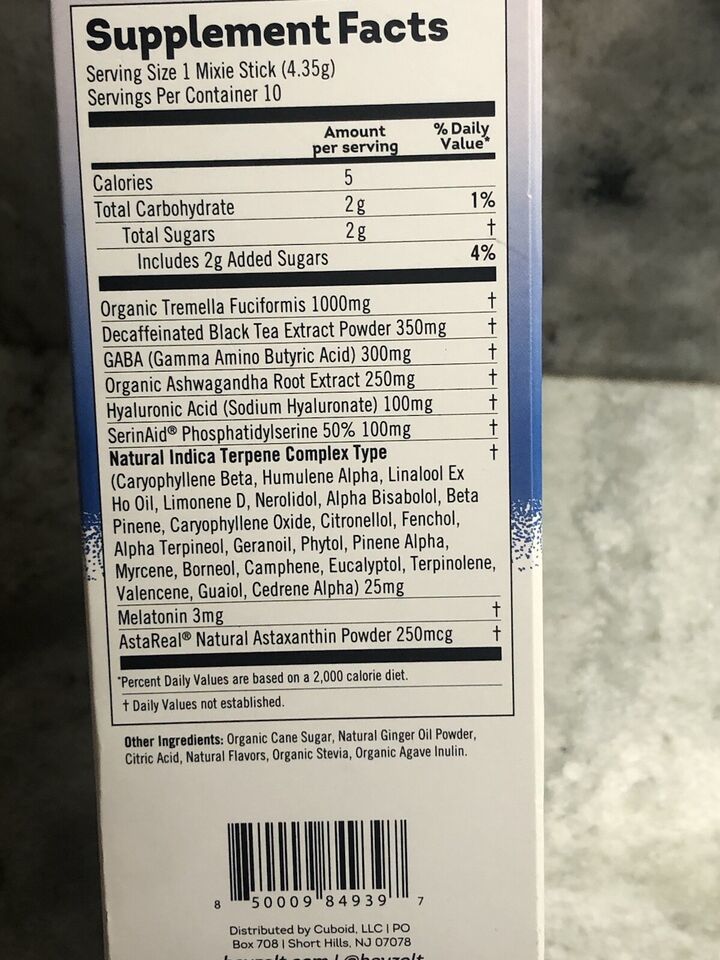 Supplement Facts
Serving Size 1 Mixie Stick (4.35g)
Servings Per Container 10
Amount per serving % Daily Value*
Calories 5
Total Carbohydrate 2g 1%
Total Sugars 2g †
Includes 2g Added Sugars 4%
Organic Tremella Fuciformis 1000mg †
Decaffeinated Black Tea Extract Powder 350mg †
GABA (Gamma Amino Butyric Acid) 300mg †
Organic Ashwagandha Root Extract 250mg †
Hyaluronic Acid (Sodium Hyaluronate) 100mg †
SerinAid® Phosphatidylserine 50% 100mg †
Natural Indica Terpene Complex Type †
(Caryophyllene Beta, Humulene Alpha, Linalool Ex
Ho Oil, Limonene D, Nerolidol, Alpha Bisabolol, Beta
Pinene, Caryophyllene Oxide, Citronellol, Fenchol,
Alpha Terpineol, Geranoil, Phytol, Pinene Alpha,
Myrcene, Borneol, Camphene, Eucalyptol, Terpinolene,
Valencene, Guaiol, Cedrene Alpha) 25mg
Melatonin 3mg †
AstaReal® Natural Astaxanthin Powder 250mcg †
*Percent Daily Values are based on a 2,000 calorie diet.
† Daily Values not established.
Other Ingredients: Organic Cane Sugar, Natural Ginger Oil Powder,
Citric Acid, Natural Flavors, Organic Stevia, Organic Agave Inulin.
8 50009 84939 7
Distributed by Cuboid, LLC | PO
Box 708 | Short Hills, NJ 07078